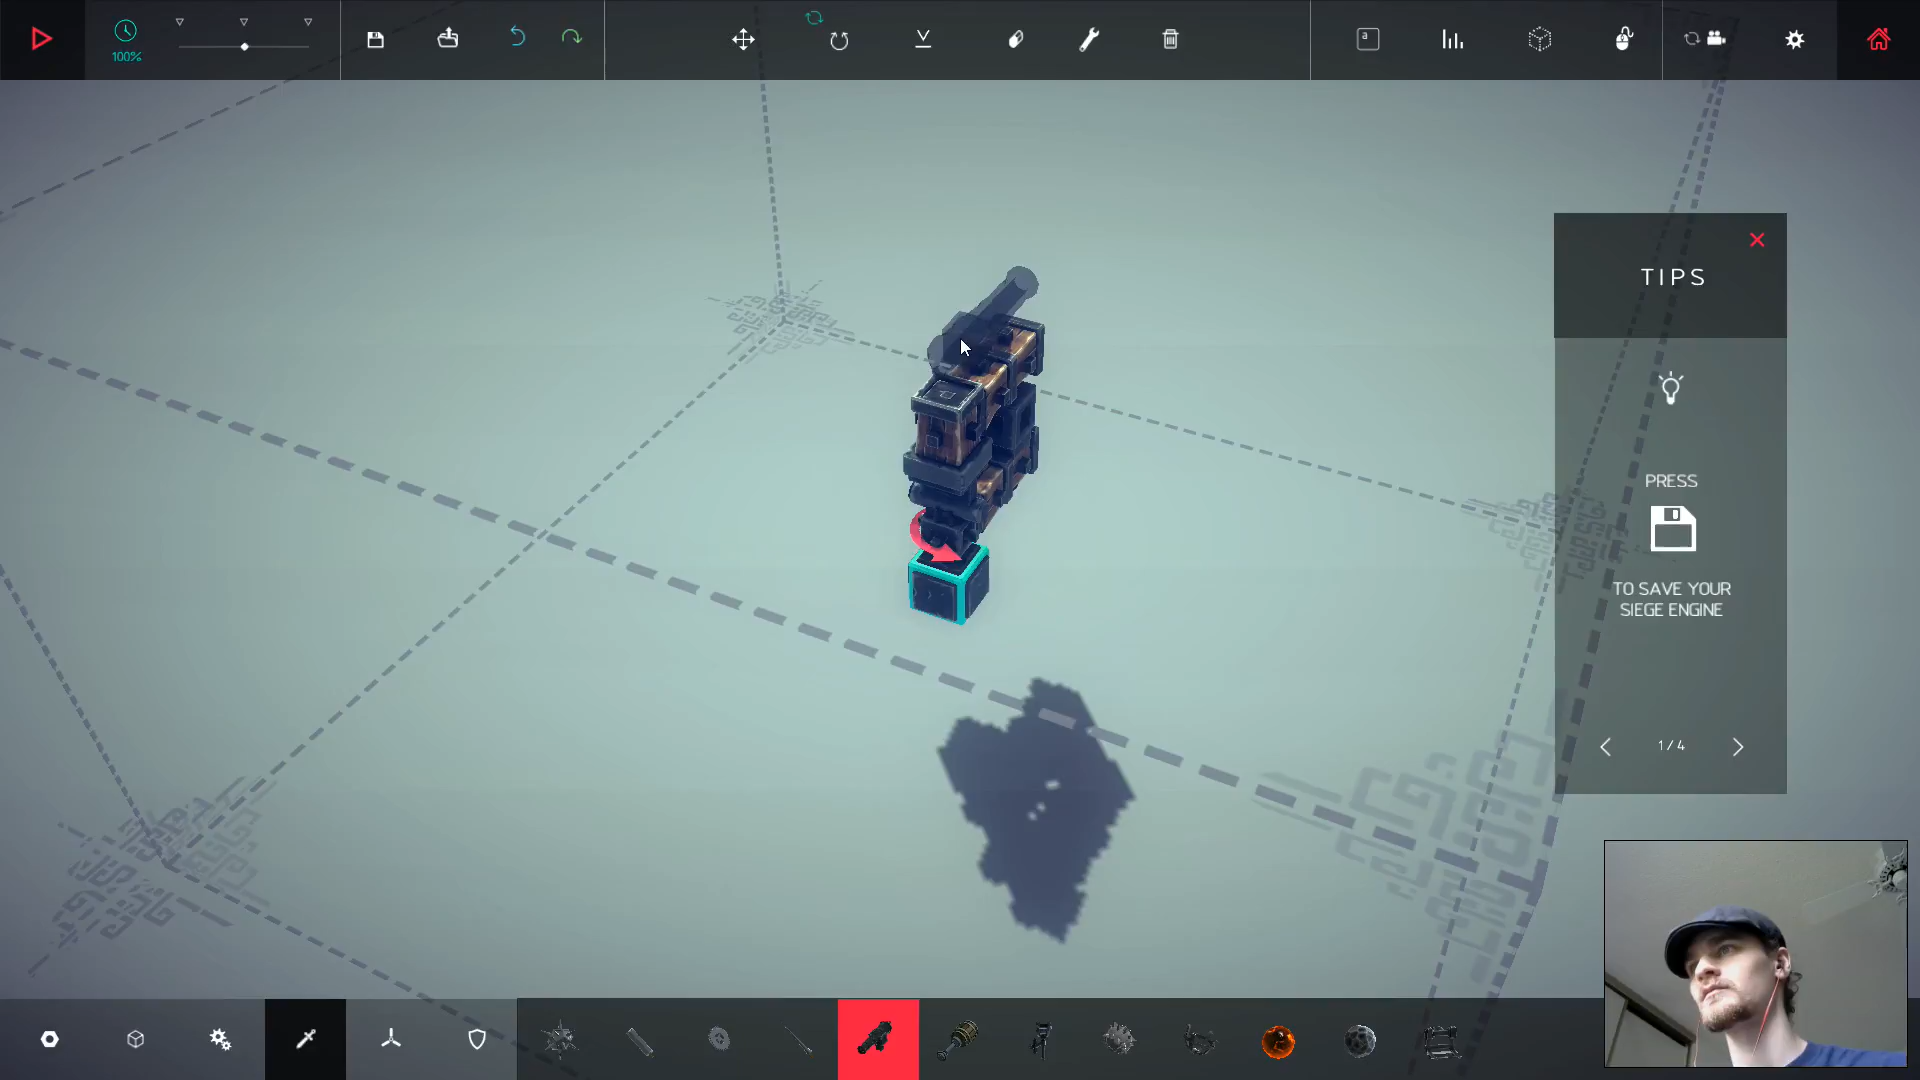 100%
a
TIPS
PRESS
TO SAVE YOUR
SIEGE ENGINE
1/4